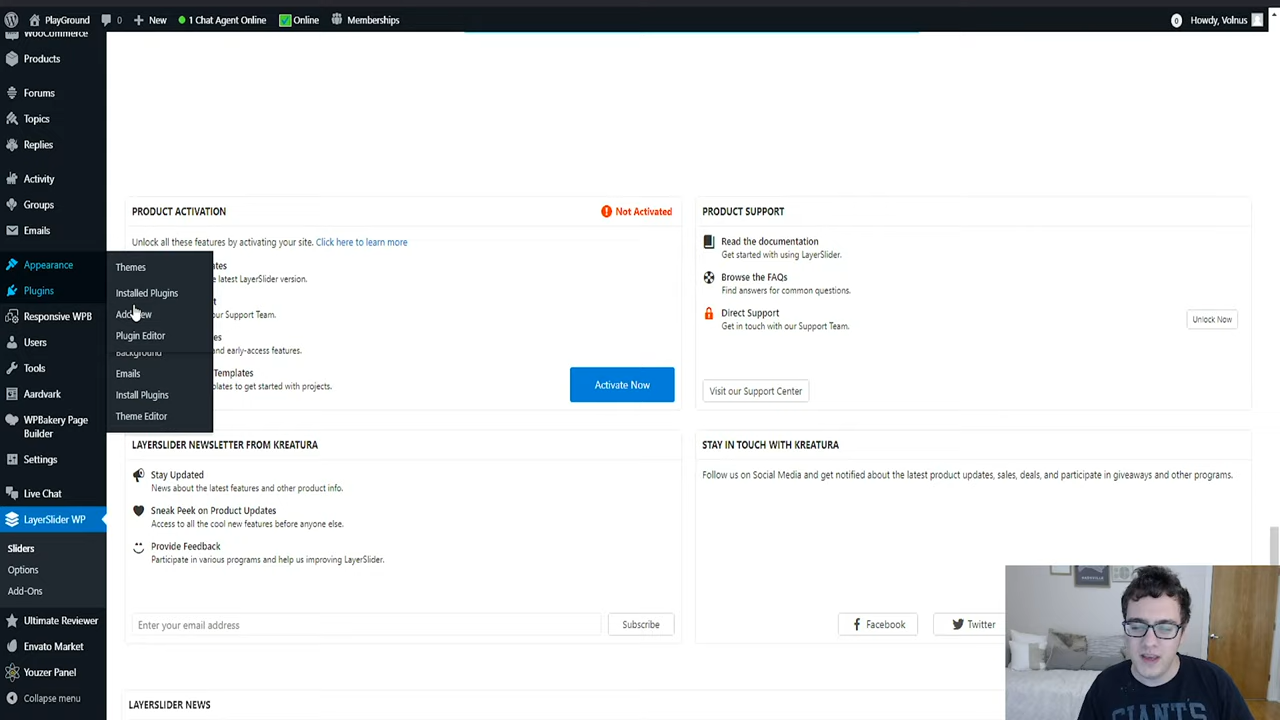 PlayGround
0
New
1 Chat Agent Online
Online
Memberships
0
Howdy, Volnus
WooCommerce
Products
Forums
Topics
Replies
Activity
Groups
Emails
Appearance
Plugins
Responsive WPB
Users
Tools
Aardvark
WPBakery Page
Builder
Settings
Live Chat
LayerSlider WP
Sliders
Options
Add-Ons
Ultimate Reviewer
Envato Market
Youzer Panel
Collapse menu
Themes
Installed Plugins
Add New
Plugin Editor
Background
Emails
Install Plugins
Theme Editor
PRODUCT ACTIVATION
Not Activated
Unlock all these features by activating your site. Click here to learn more
latest LayerSlider version.
our Support Team.
and early-access features.
Templates
templates to get started with projects.
Activate Now
PRODUCT SUPPORT
Read the documentation
Get started with using LayerSlider.
Browse the FAQs
Find answers for common questions.
Direct Support
Get in touch with our Support Team.
Unlock Now
Visit our Support Center
LAYERSLIDER NEWSLETTER FROM KREATURA
Stay Updated
News about the latest features and other product info.
Sneak Peek on Product Updates
Access to all the cool new features before anyone else.
Provide Feedback
Participate in various programs and help us improving LayerSlider.
Enter your email address
Subscribe
STAY IN TOUCH WITH KREATURA
Follow us on Social Media and get notified about the latest product updates, sales, deals, and participate in giveaways and other programs.
Facebook
Twitter
LAYERSLIDER NEWS
GIANTS